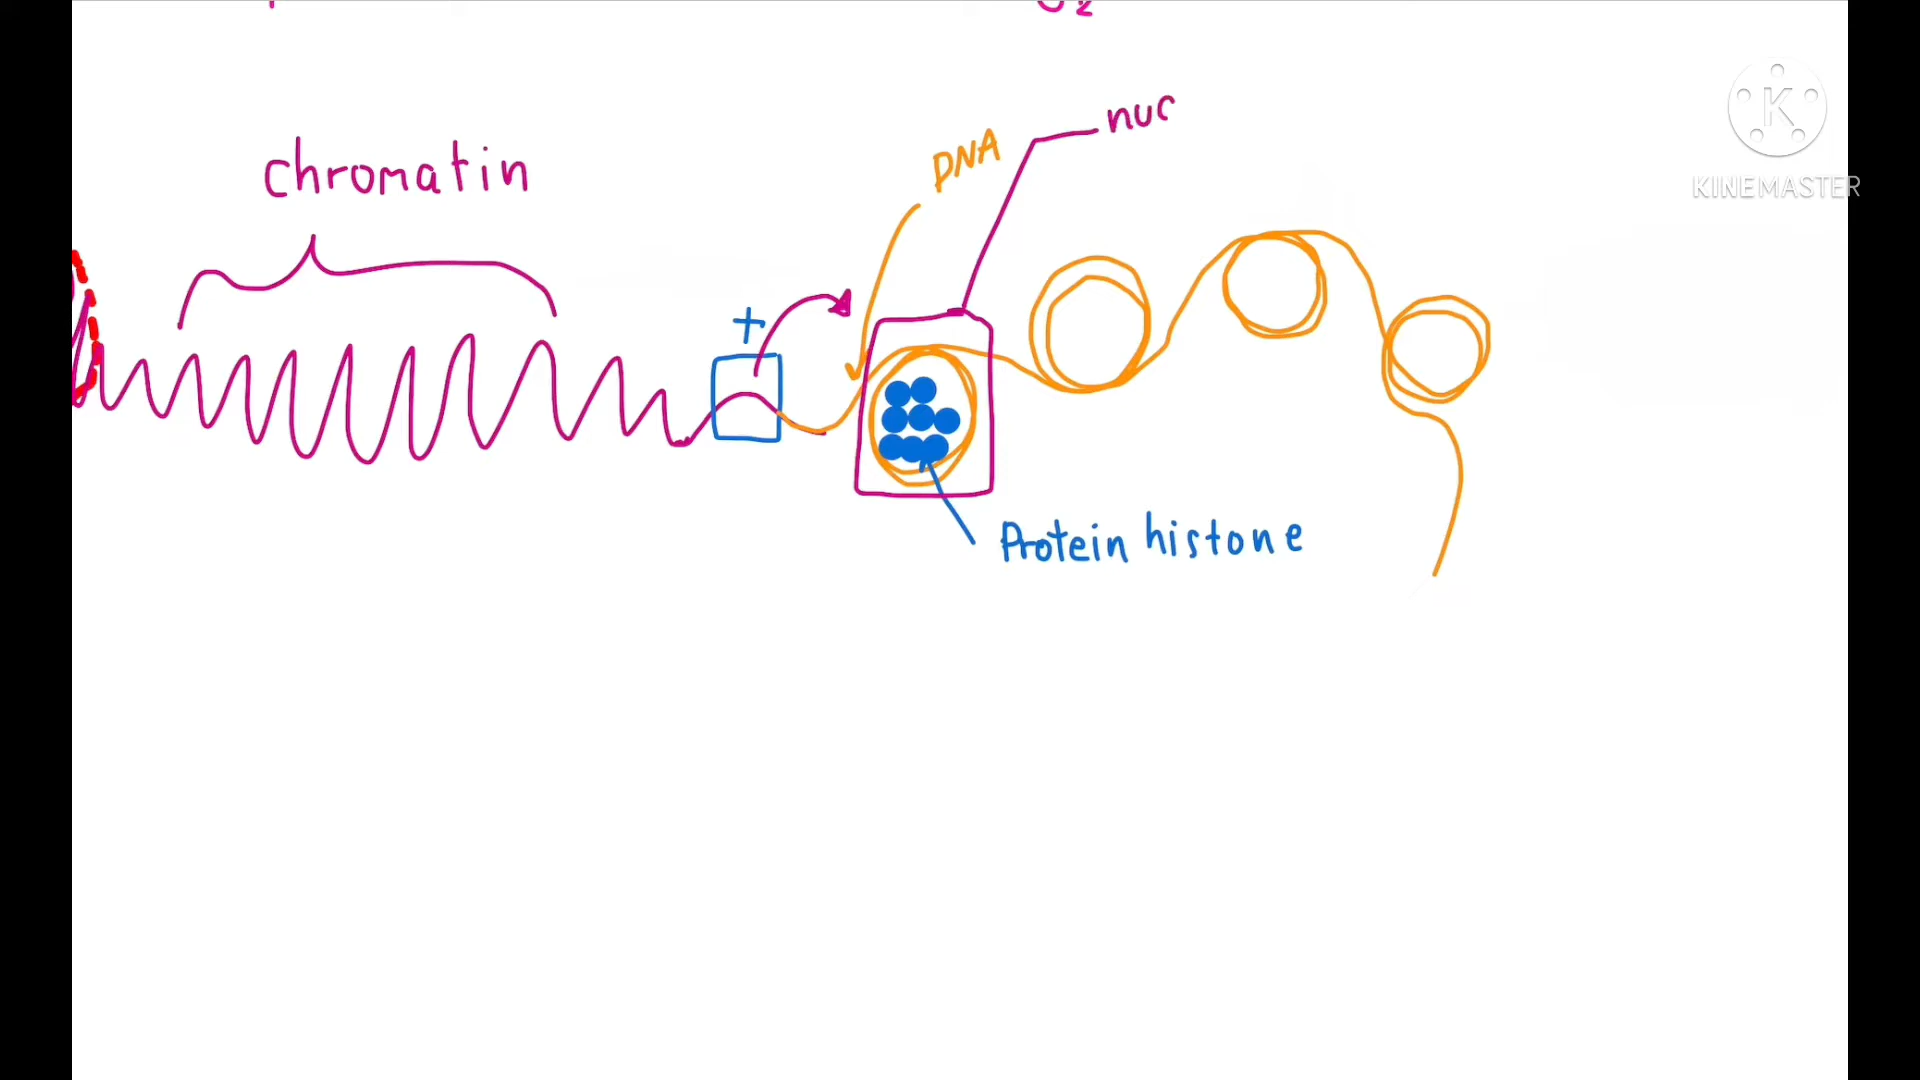 nuc
DNA
chromatin
K
KINEMASTER
+
Protein histone